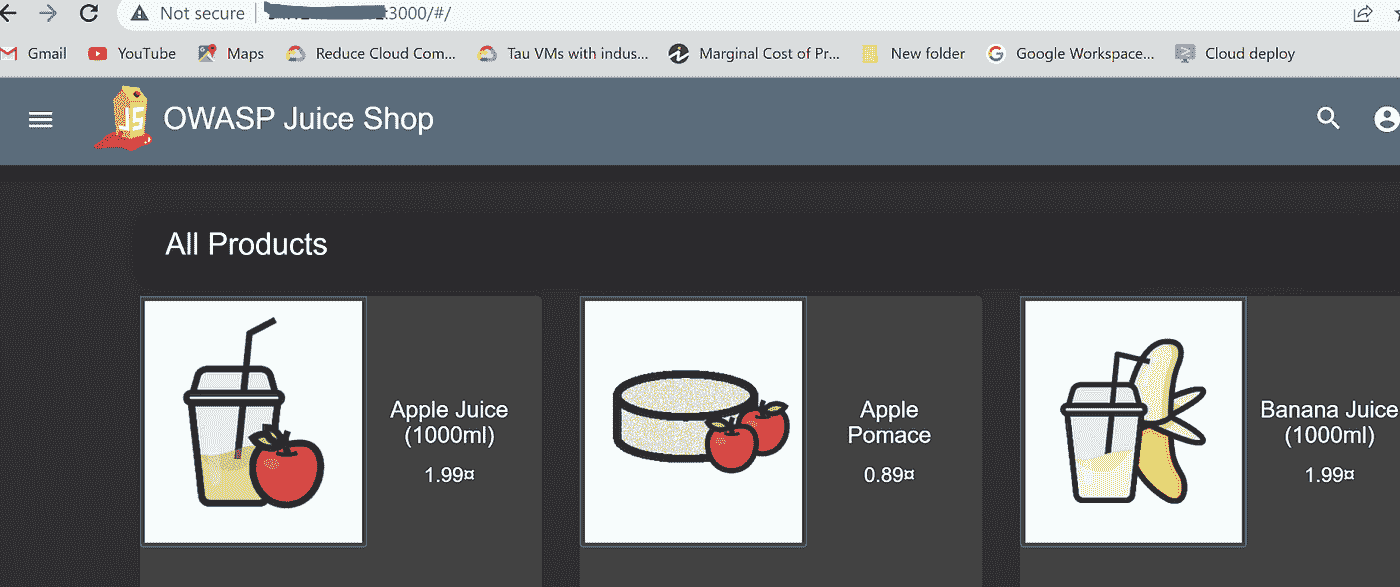 Not secure :3000/#/
Gmail YouTube Maps Reduce Cloud Com... Tau VMs with indus... Marginal Cost of Pr... New folder Google Workspace... Cloud deploy
JS OWASP Juice Shop
All Products
Apple Juice
(1000ml)
1.99¤
Apple
Pomace
0.89¤
Banana Juice
(1000ml)
1.99¤